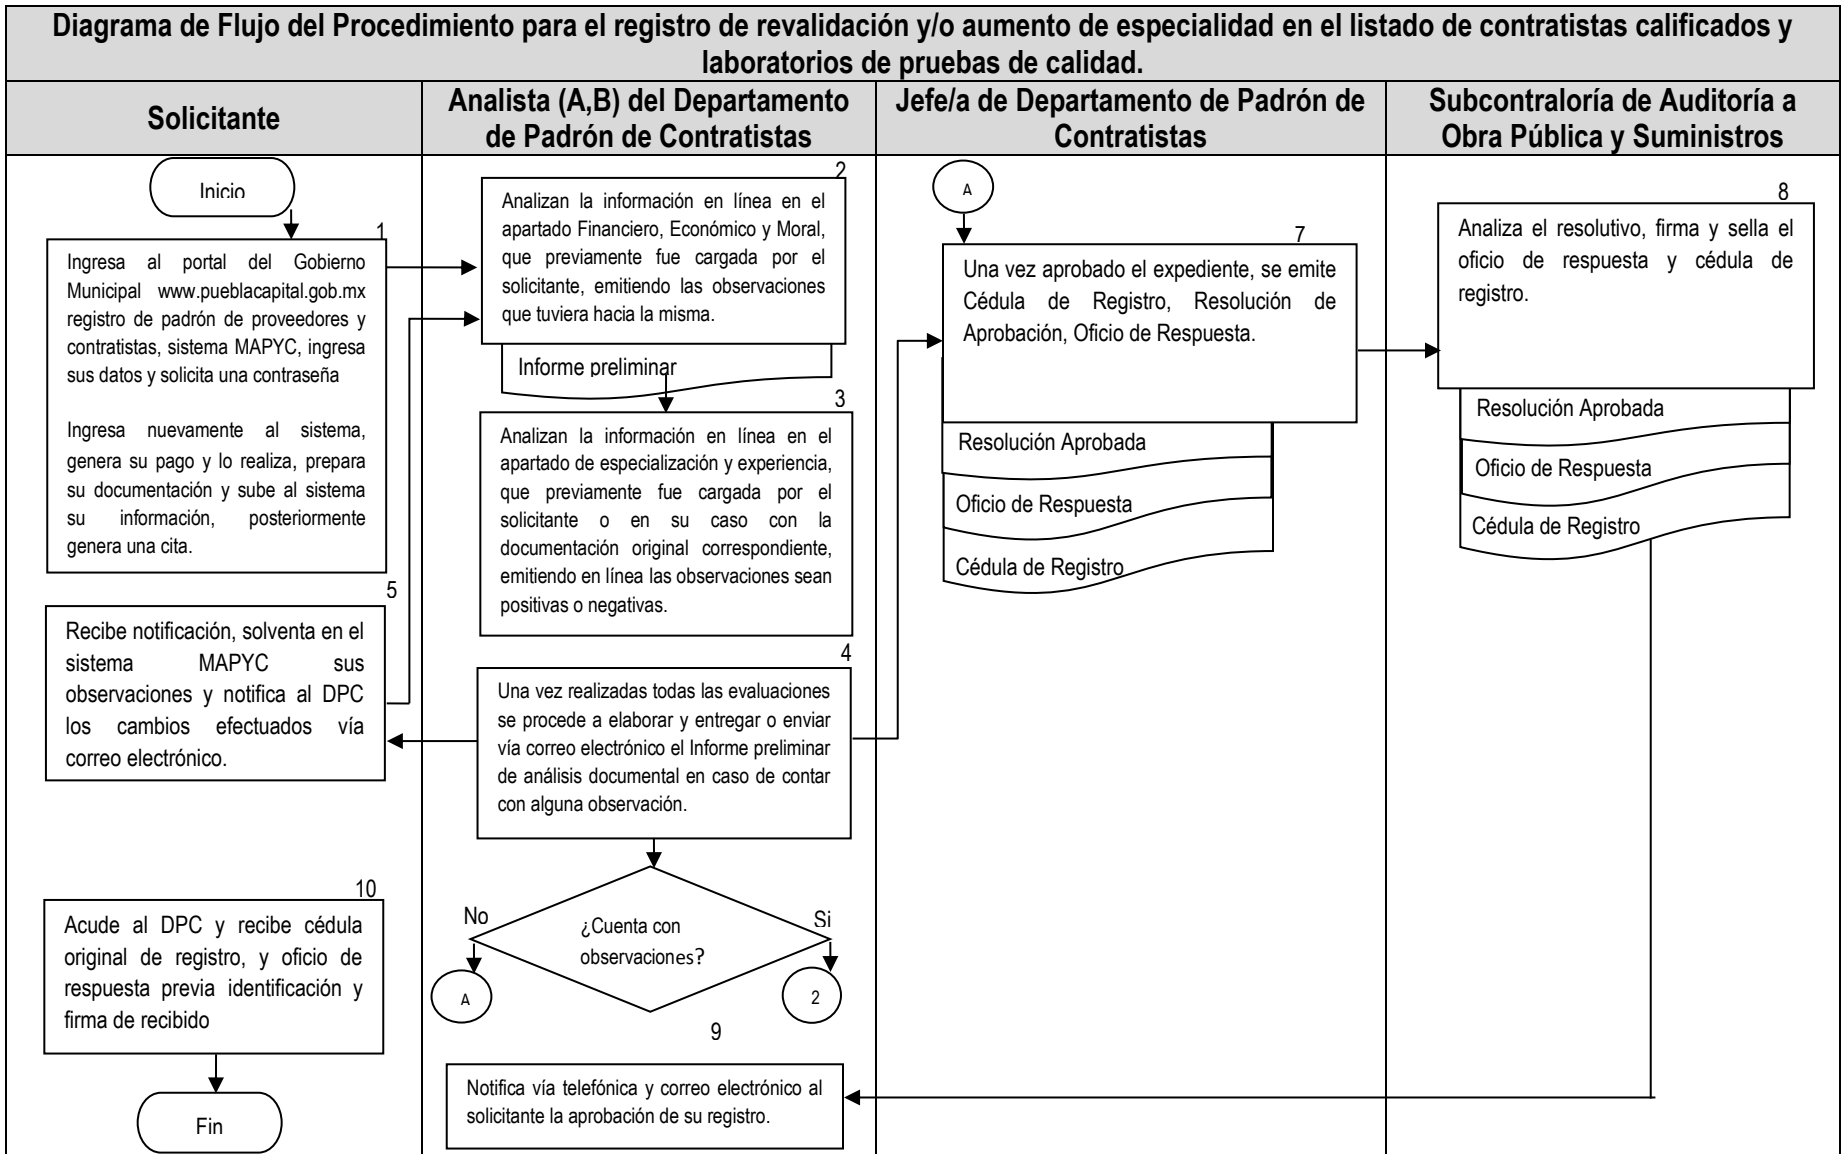 Diagrama de Flujo del Procedimiento para el registro de revalidación y/o aumento de especialidad en el listado de contratistas calificados y
laboratorios de pruebas de calidad.
Solicitante
Analista (A,B) del Departamento
de Padrón de Contratistas
Jefe/a de Departamento de Padrón de
Contratistas
Subcontraloría de Auditoría a
Obra Pública y Suministros
Inicio
1
Ingresa al portal del Gobierno
Municipal www.pueblacapital.gob.mx
registro de padrón de proveedores y
contratistas, sistema MAPYC, ingresa
sus datos y solicita una contraseña
Ingresa nuevamente al sistema,
genera su pago y lo realiza, prepara
su documentación y sube al sistema
su información, posteriormente
genera una cita.
5
Recibe notificación, solventa en el
sistema MAPYC sus
observaciones y notifica al DPC
los cambios efectuados vía
correo electrónico.
10
Acude al DPC y recibe cédula
original de registro, y oficio de
respuesta previa identificación y
firma de recibido
Fin
2
Analizan la información en línea en el
apartado Financiero, Económico y Moral,
que previamente fue cargada por el
solicitante, emitiendo las observaciones
que tuviera hacia la misma.
Informe preliminar
3
Analizan la información en línea en el
apartado de especialización y experiencia,
que previamente fue cargada por el
solicitante o en su caso con la
documentación original correspondiente,
emitiendo en línea las observaciones sean
positivas o negativas.
4
Una vez realizadas todas las evaluaciones
se procede a elaborar y entregar o enviar
vía correo electrónico el Informe preliminar
de análisis documental en caso de contar
con alguna observación.
No
¿Cuenta con
observaciones?
Si
A
2
9
Notifica vía telefónica y correo electrónico al
solicitante la aprobación de su registro.
A
7
Una vez aprobado el expediente, se emite
Cédula de Registro, Resolución de
Aprobación, Oficio de Respuesta.
Resolución Aprobada
Oficio de Respuesta
Cédula de Registro
8
Analiza el resolutivo, firma y sella el
oficio de respuesta y cédula de
registro.
Resolución Aprobada
Oficio de Respuesta
Cédula de Registro